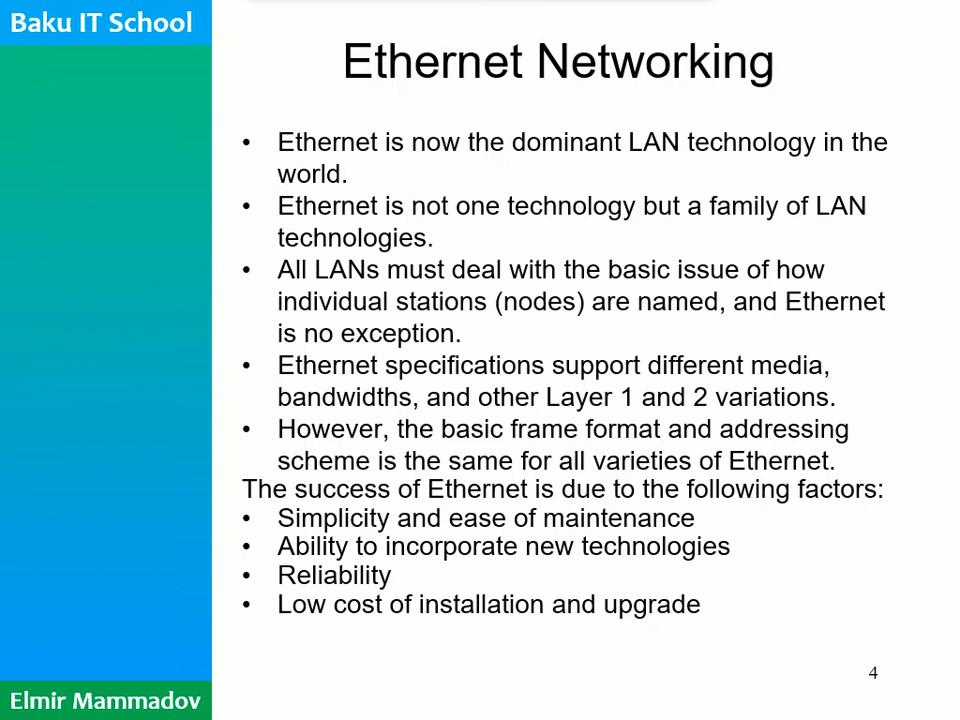 Baku IT School
Ethernet Networking
• Ethernet is now the dominant LAN technology in the
world.
• Ethernet is not one technology but a family of LAN
technologies.
• All LANs must deal with the basic issue of how
individual stations (nodes) are named, and Ethernet
is no exception.
• Ethernet specifications support different media,
bandwidths, and other Layer 1 and 2 variations.
• However, the basic frame format and addressing
scheme is the same for all varieties of Ethernet.
The success of Ethernet is due to the following factors:
• Simplicity and ease of maintenance
• Ability to incorporate new technologies
• Reliability
• Low cost of installation and upgrade
4
Elmir Mammadov